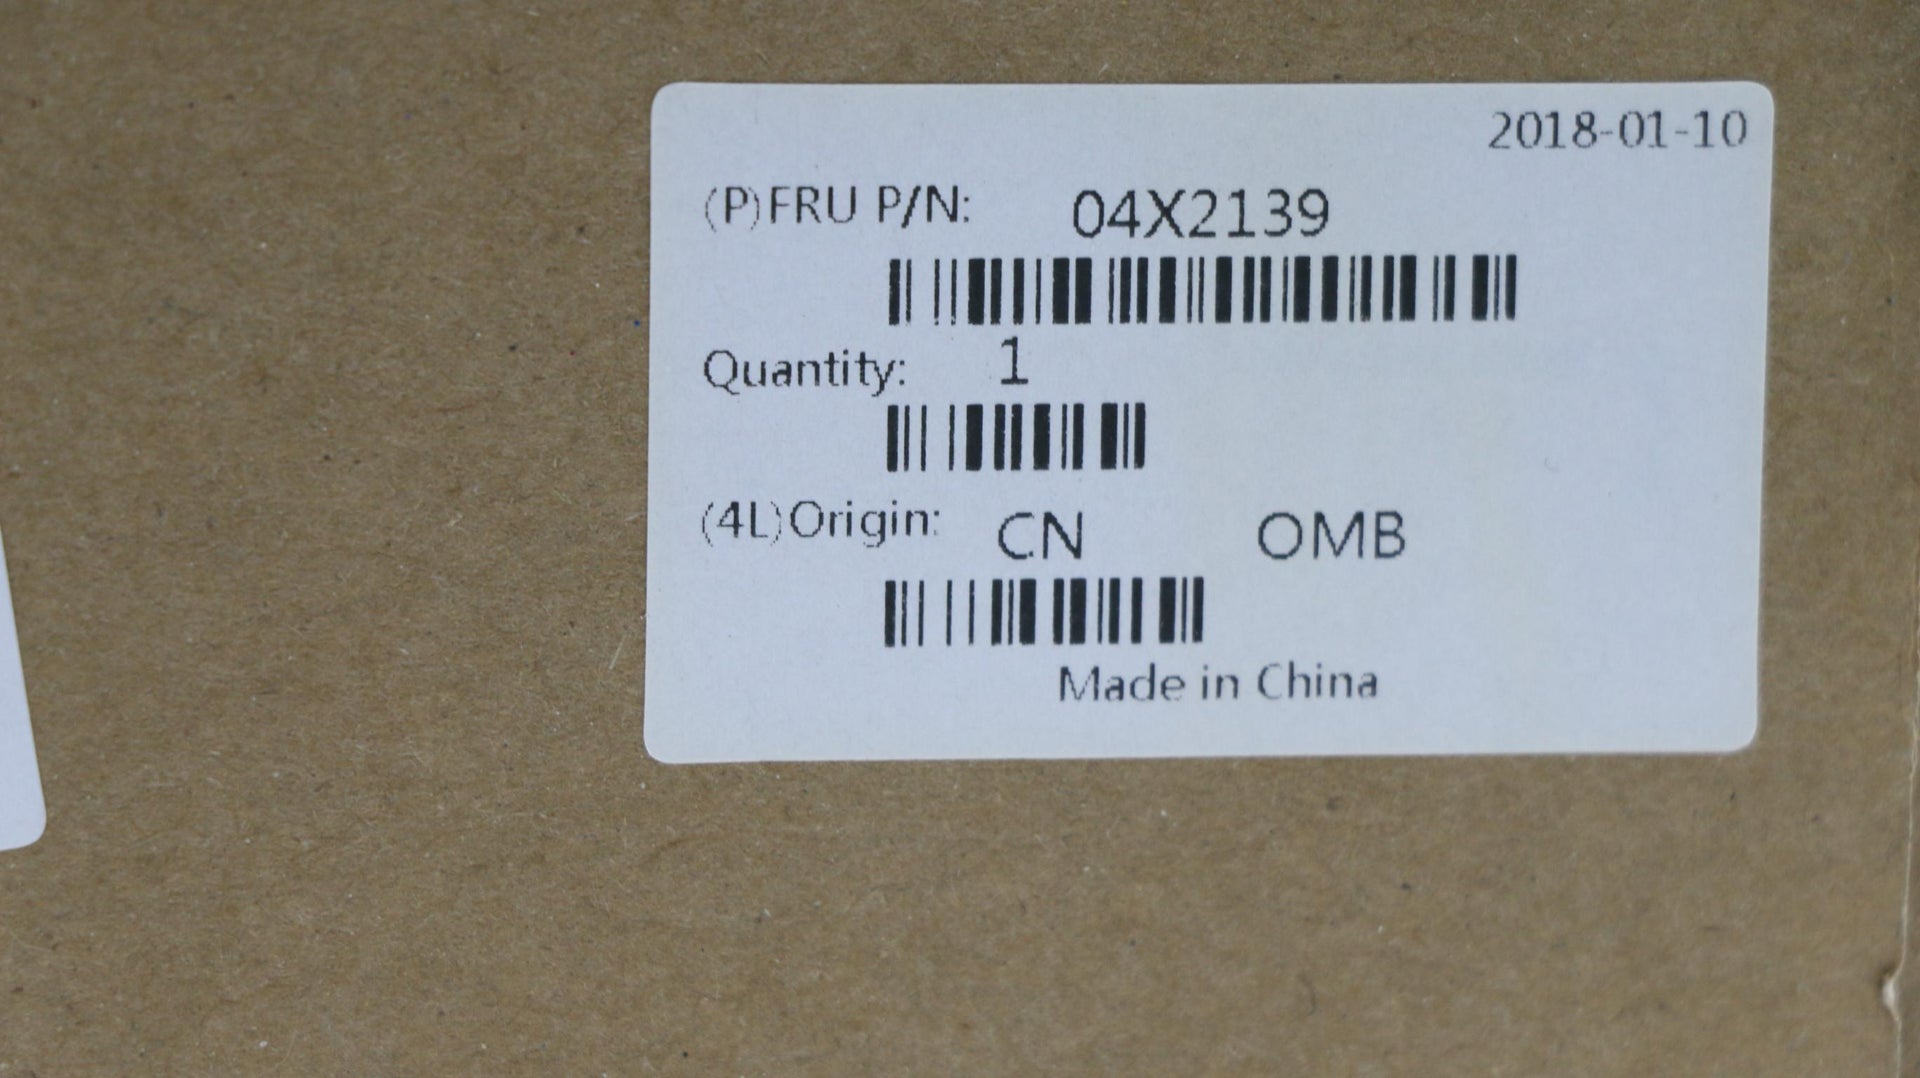 2018-01-10
(P)FRU P/N: 04X2139
Quantity: 1
(4L)Origin: CN OMB
Made in China